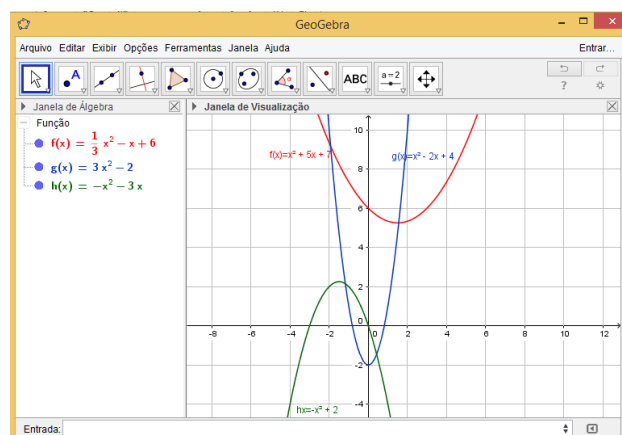 GeoGebra
Arquivo Editar Exibir Opções Ferramentas Janela Ajuda Entrar...
A ABC a=2 ?
Janela de Álgebra
Função
f(x) = 1/3 x² − x + 6
g(x) = 3 x² − 2
h(x) = −x² − 3 x
Janela de Visualização
f(x)=x² + 5x + 7
g(x)=x² - 2x + 4
hx=-x² + 2
10
8
6
4
2
0
-2
-4
-8 -6 -4 -2 0 2 4 6 8 10 12
Entrada: